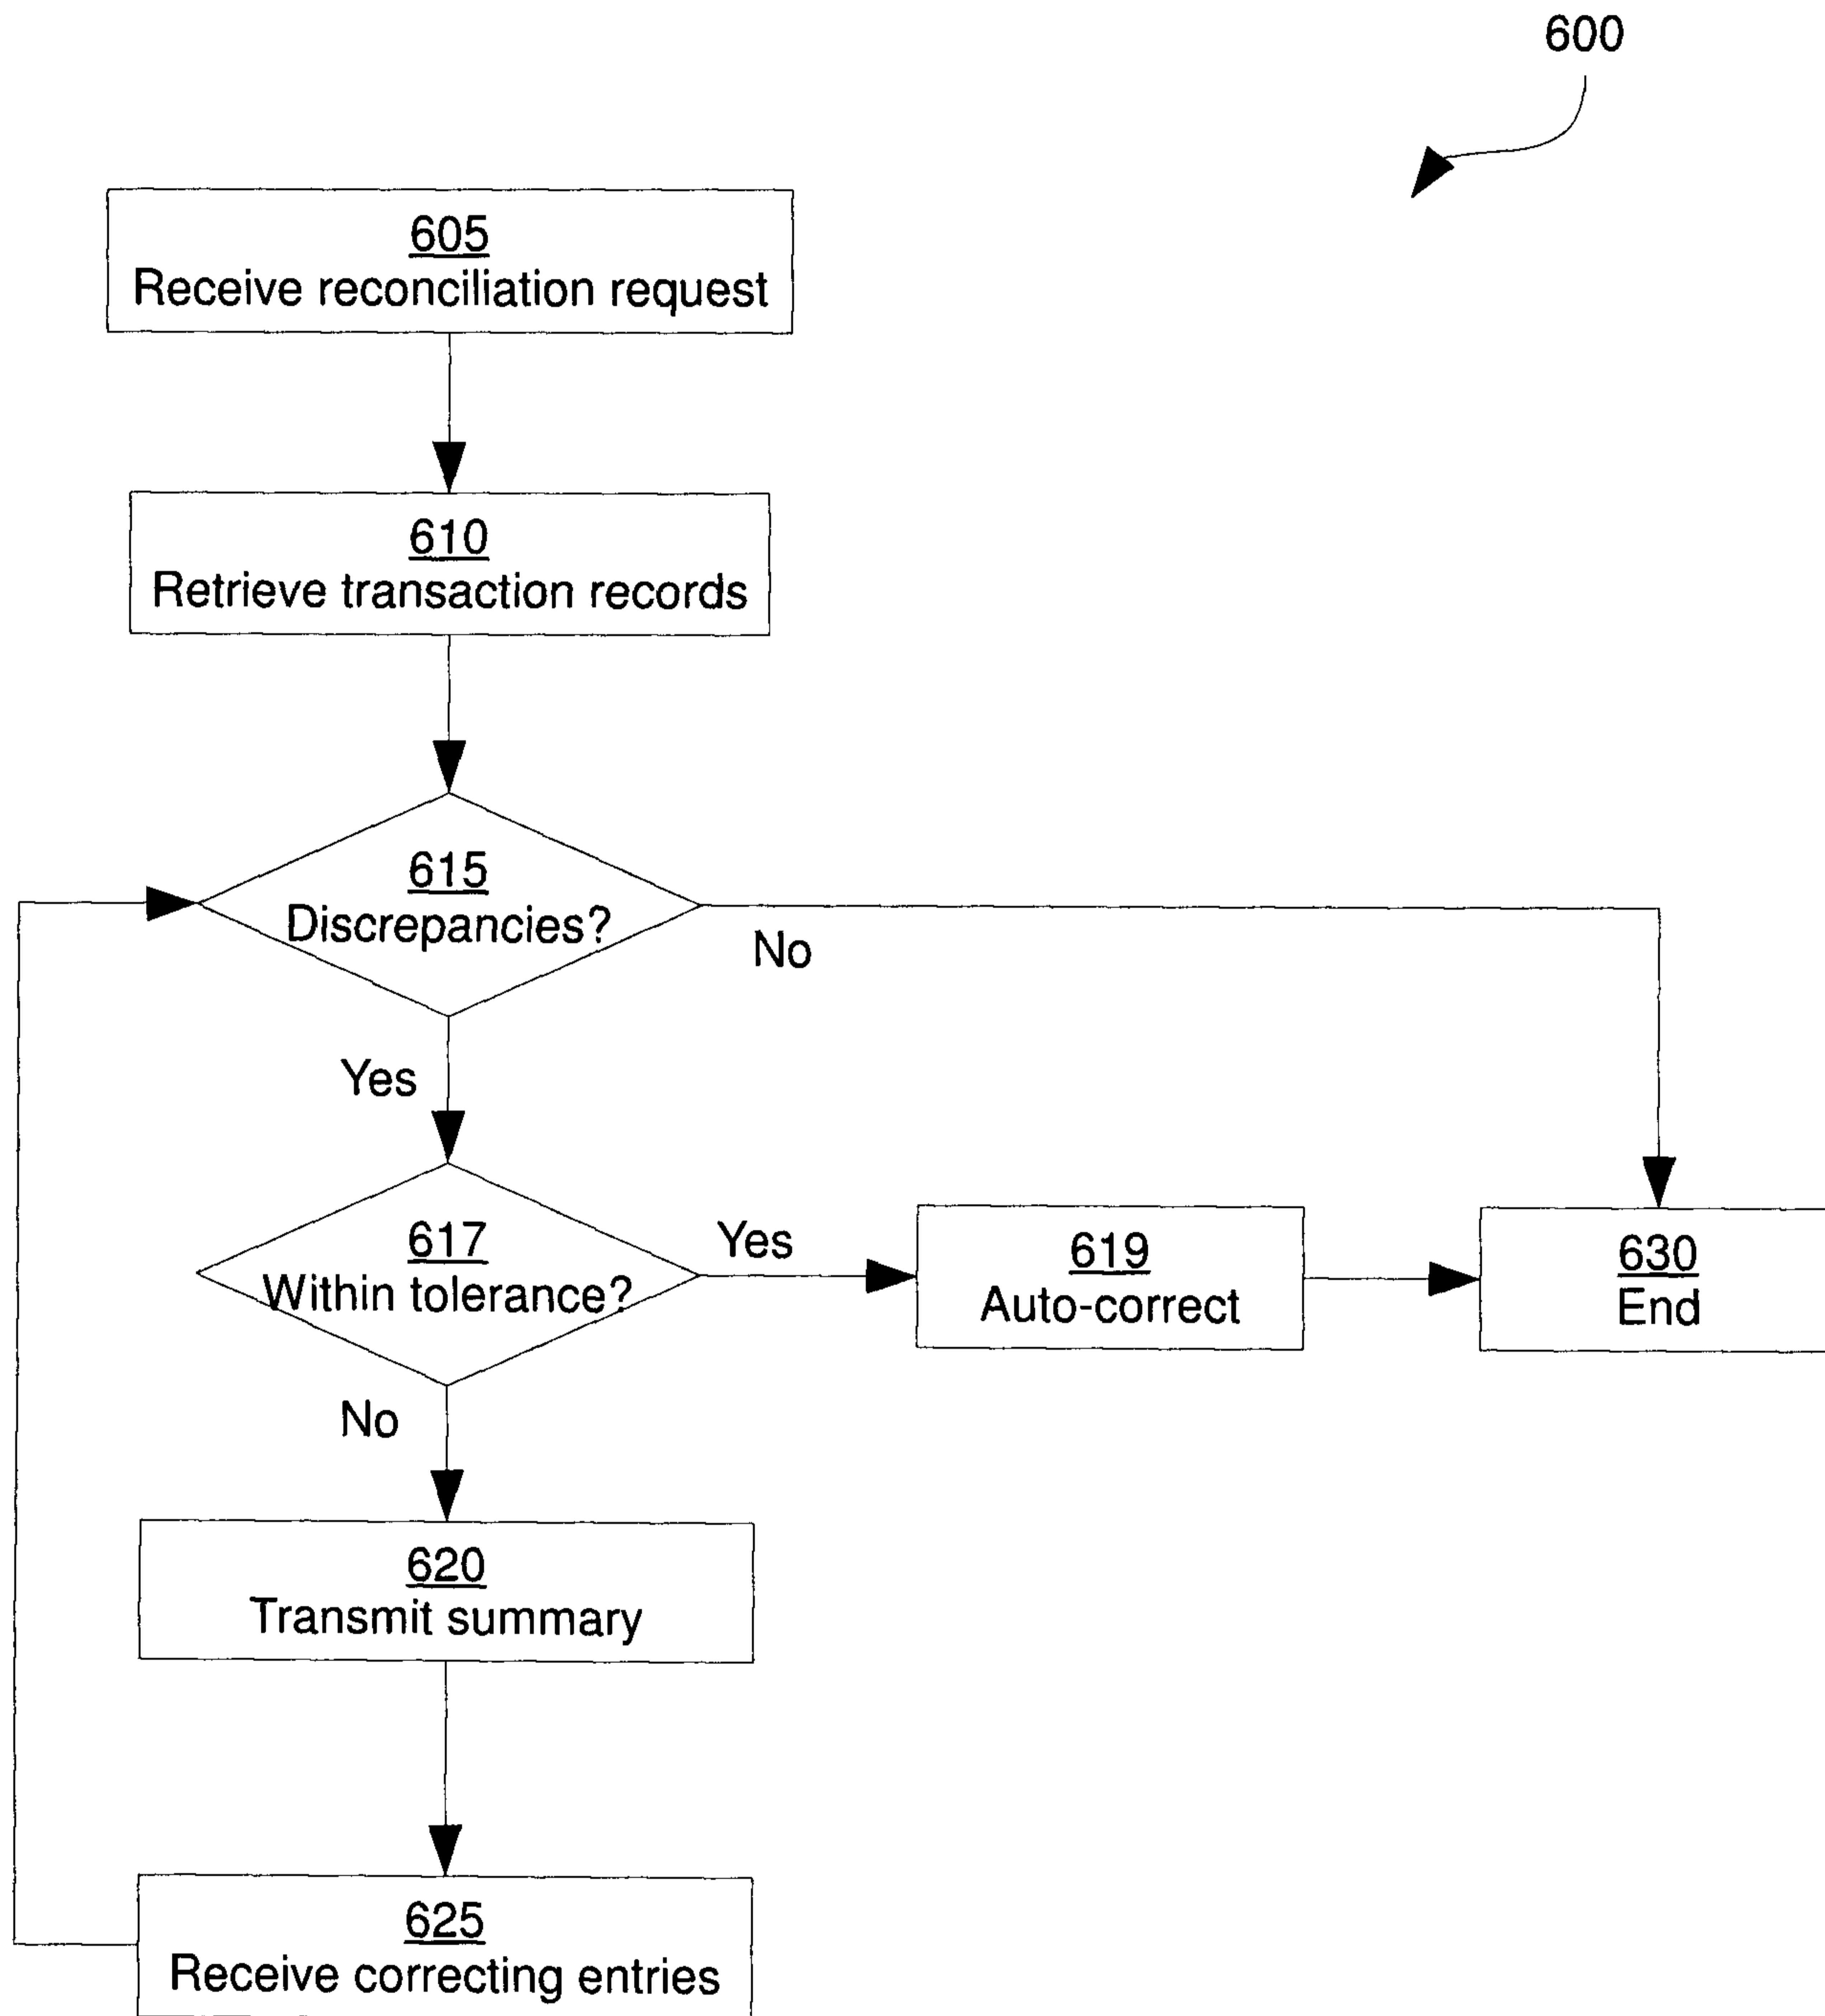 600
605
Receive reconciliation request
610
Retrieve transaction records
615
Discrepancies?
No
Yes
617
Within tolerance?
Yes
619
Auto-correct
630
End
No
620
Transmit summary
625
Receive correcting entries